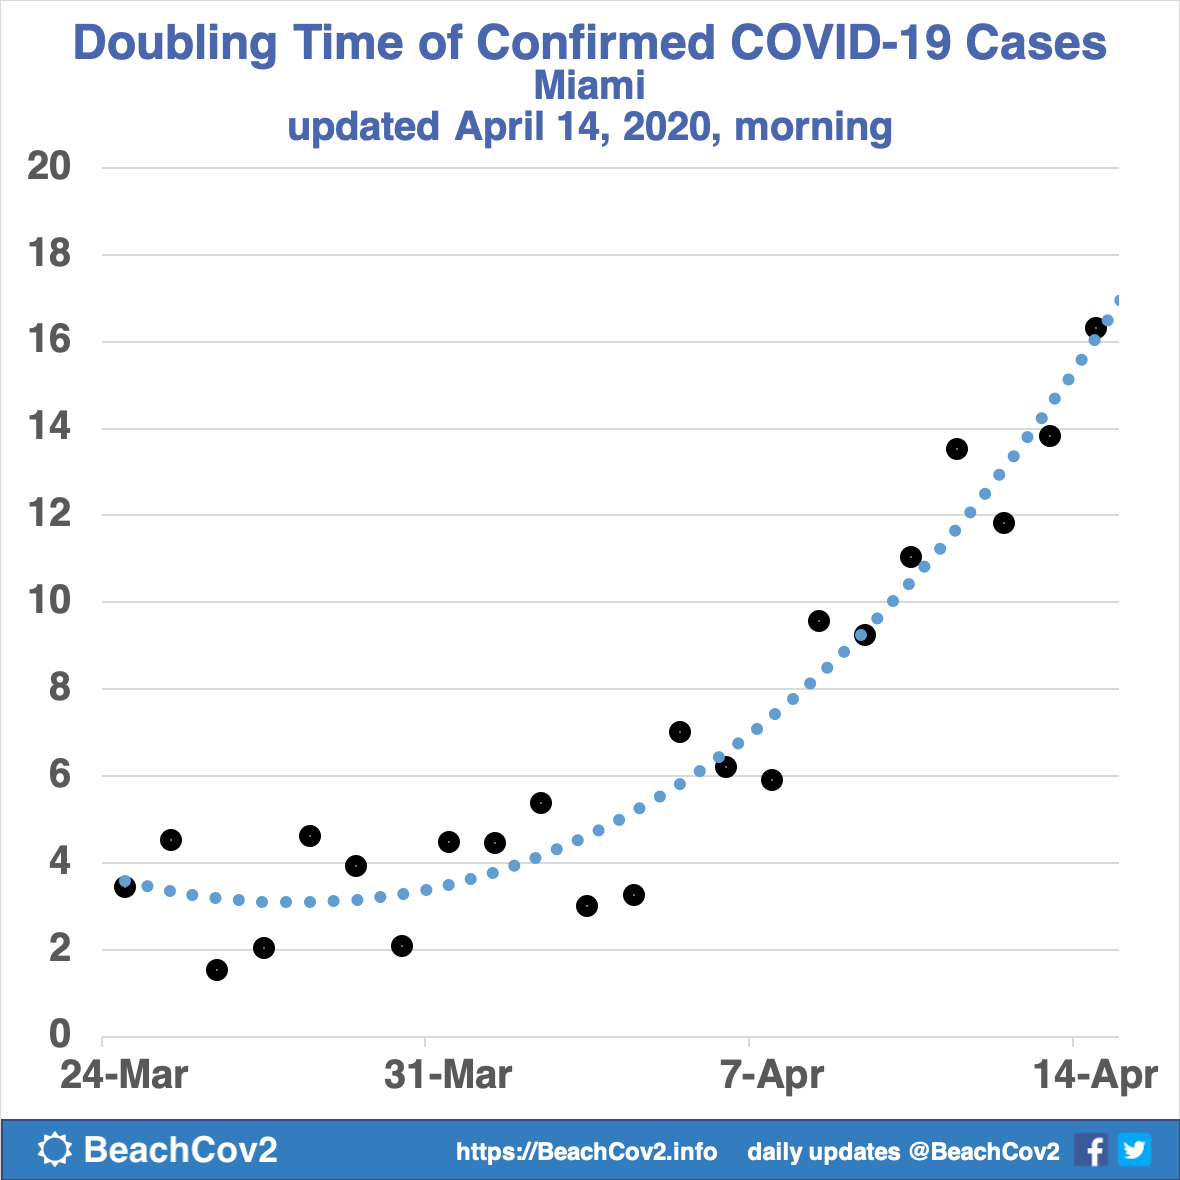 Doubling Time of Confirmed COVID-19 Cases
Miami
updated April 14, 2020, morning
20
18
16
14
12
10
8
6
4
2
0
24-Mar 31-Mar 7-Apr 14-Apr
BeachCov2 https://BeachCov2.info daily updates @BeachCov2